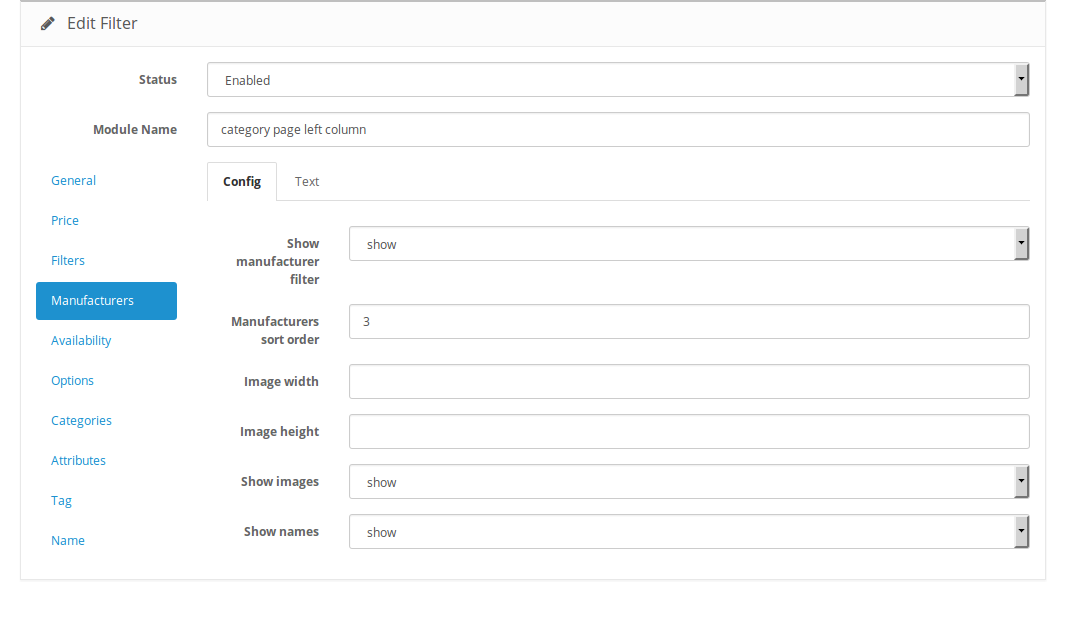 Edit Filter
Status
Enabled
Module Name
category page left column
General
Price
Filters
Manufacturers
Availability
Options
Categories
Attributes
Tag
Name
Config
Text
Show
manufacturer
filter
show
Manufacturers
sort order
3
Image width
Image height
Show images
show
Show names
show